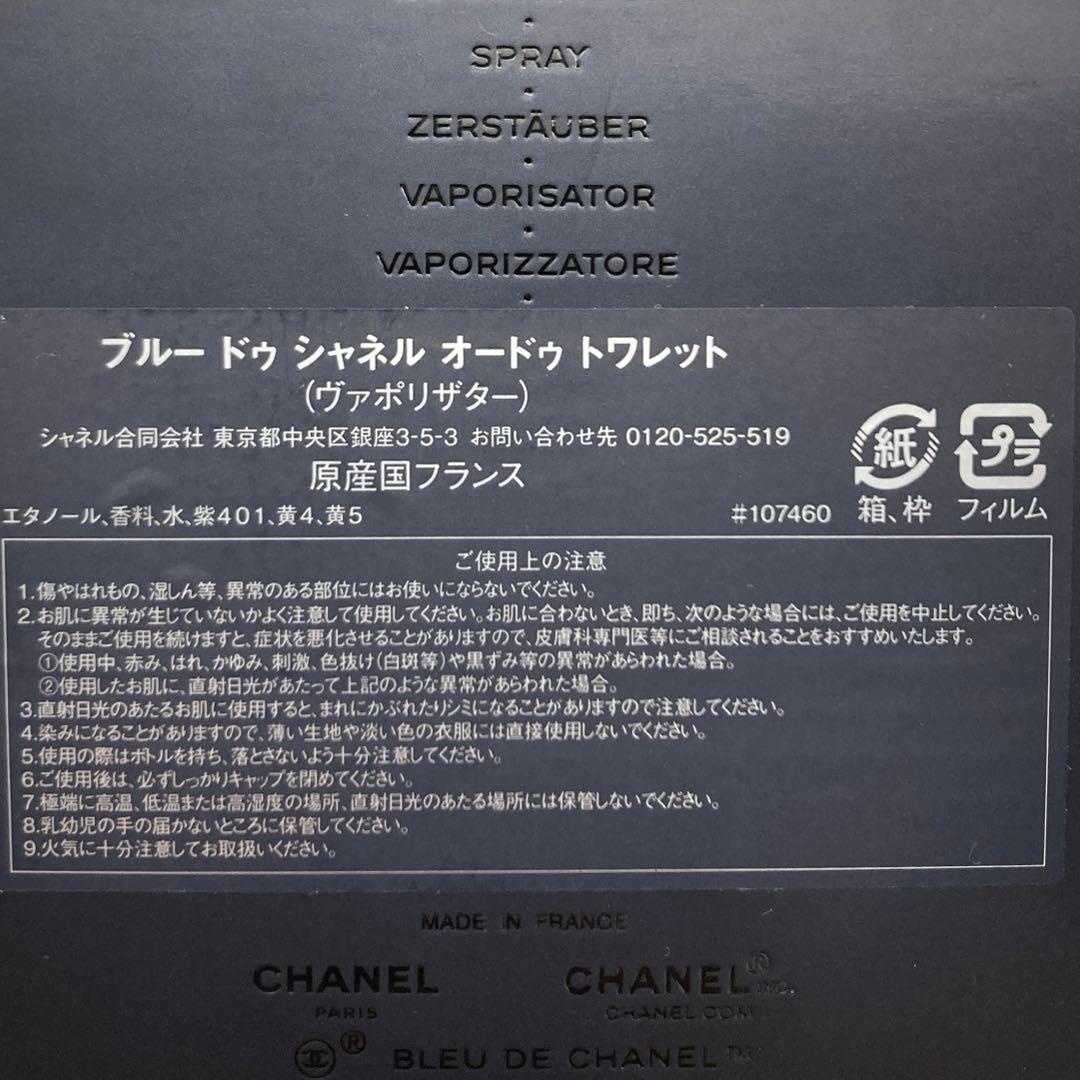 SPRAY
ZERSTÄUBER
VAPORISATOR
VAPORIZZATORE
ブルー ドゥ シャネル オードゥ トワレット
(ヴァポリザター)
シャネル合同会社 東京都中央区銀座3-5-3 お問い合わせ先 0120-525-519
原産国フランス
エタノール、香料、水、紫401、黄4、黄5
#107460
紙
箱、枠
プラ
フィルム
ご使用上の注意
1.傷やはれもの、湿しん等、異常のある部位にはお使いにならないでください。
2.お肌に異常が生じていないかよく注意して使用してください。お肌に合わないとき、即ち、次のような場合には、ご使用を中止してください。
そのままご使用を続けますと、症状を悪化させることがありますので、皮膚科専門医等にご相談されることをおすすめいたします。
①使用中、赤み、はれ、かゆみ、刺激、色抜け(白斑等)や黒ずみ等の異常があらわれた場合。
②使用したお肌に、直射日光があたって上記のような異常があらわれた場合。
3.直射日光のあたるお肌に使用すると、まれにかぶれたりシミになることがありますので注意してください。
4.染みになることがありますので、薄い生地や淡い色の衣服には直接使用しないでください。
5.使用の際はボトルを持ち、落とさないよう十分注意してください。
6.ご使用後は、必ずしっかりキャップを閉めてください。
7.極端に高温、低温または高湿度の場所、直射日光のあたる場所には保管しないでください。
8.乳幼児の手の届かないところに保管してください。
9.火気に十分注意してお取扱いください。
MADE IN FRANCE
CHANEL
PARIS
CHANEL® INC.
CHANEL.COM
® BLEU DE CHANEL™